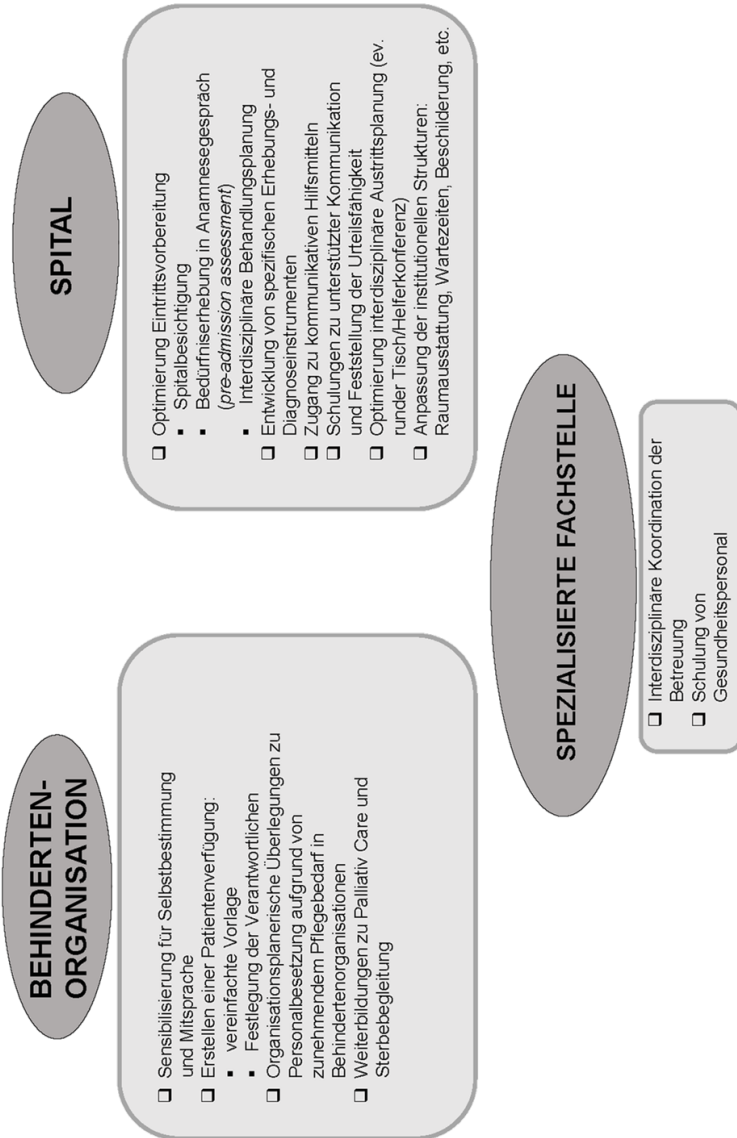 BEHINDERTEN-
ORGANISATION
❑ Sensibilisierung für Selbstbestimmung
und Mitsprache
❑ Erstellen einer Patientenverfügung:
▪ vereinfachte Vorlage
▪ Festlegung der Verantwortlichen
❑ Organisationsplanerische Überlegungen zu
Personalbesetzung aufgrund von
zunehmendem Pflegebedarf in
Behindertenorganisationen
❑ Weiterbildungen zu Palliativ Care und
Sterbebegleitung
SPITAL
❑ Optimierung Eintrittsvorbereitung
▪ Spitalbesichtigung
▪ Bedürfniserhebung in Anamnesegespräch
(pre-admission assessment)
▪ Interdisziplinäre Behandlungsplanung
❑ Entwicklung von spezifischen Erhebungs- und
Diagnoseinstrumenten
❑ Zugang zu kommunikativen Hilfsmitteln
❑ Schulungen zu unterstützter Kommunikation
und Feststellung der Urteilsfähigkeit
❑ Optimierung interdisziplinäre Austrittsplanung (ev.
runder Tisch/Helferkonferenz)
❑ Anpassung der institutionellen Strukturen:
Raumausstattung, Wartezeiten, Beschilderung, etc.
SPEZIALISIERTE FACHSTELLE
❑ Interdisziplinäre Koordination der
Betreuung
❑ Schulung von
Gesundheitspersonal